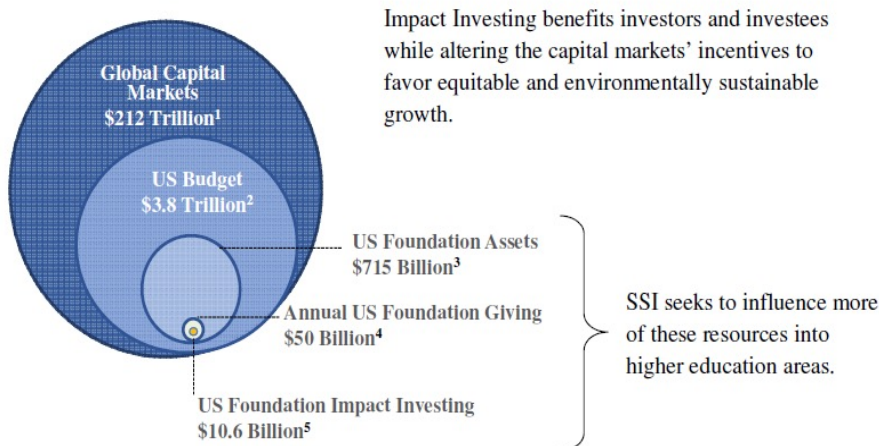 Impact Investing benefits investors and investees
while altering the capital markets’ incentives to
favor equitable and environmentally sustainable
growth.
Global Capital
Markets
$212 Trillion¹
US Budget
$3.8 Trillion²
US Foundation Assets
$715 Billion³
Annual US Foundation Giving
$50 Billion⁴
US Foundation Impact Investing
$10.6 Billion⁵
SSI seeks to influence more
of these resources into
higher education areas.